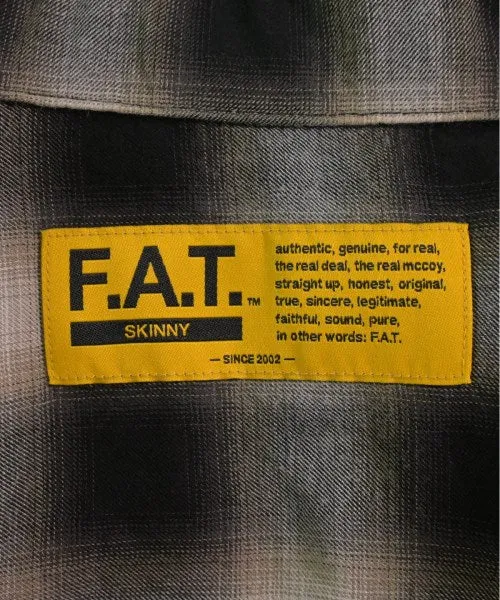 F.A.T.™
SKINNY
authentic, genuine, for real,
the real deal, the real mccoy,
straight up, honest, original,
true, sincere, legitimate,
faithful, sound, pure,
in other words: F.A.T.
— SINCE 2002 —